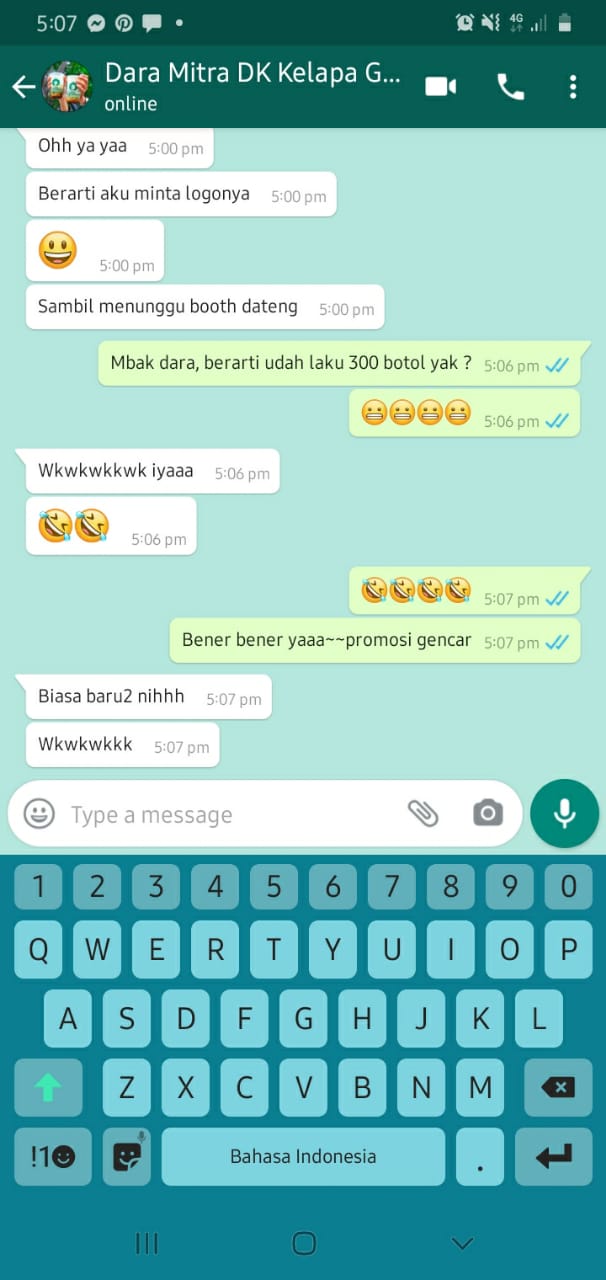 5:07
4G
Dara Mitra DK Kelapa G...
online
Ohh ya yaa 5:00 pm
Berarti aku minta logonya 5:00 pm
😃 5:00 pm
Sambil menunggu booth dateng 5:00 pm
Mbak dara, berarti udah laku 300 botol yak ? 5:06 pm
😬😬😬😬 5:06 pm
Wkwkwkkwk iyaaa 5:06 pm
🤣🤣 5:06 pm
🤣🤣🤣🤣 5:07 pm
Bener bener yaaa~~promosi gencar 5:07 pm
Biasa baru2 nihhh 5:07 pm
Wkwkwkkk 5:07 pm
Type a message
1 2 3 4 5 6 7 8 9 0
Q W E R T Y U I O P
A S D F G H J K L
Z X C V B N M
!1☻ Bahasa Indonesia .